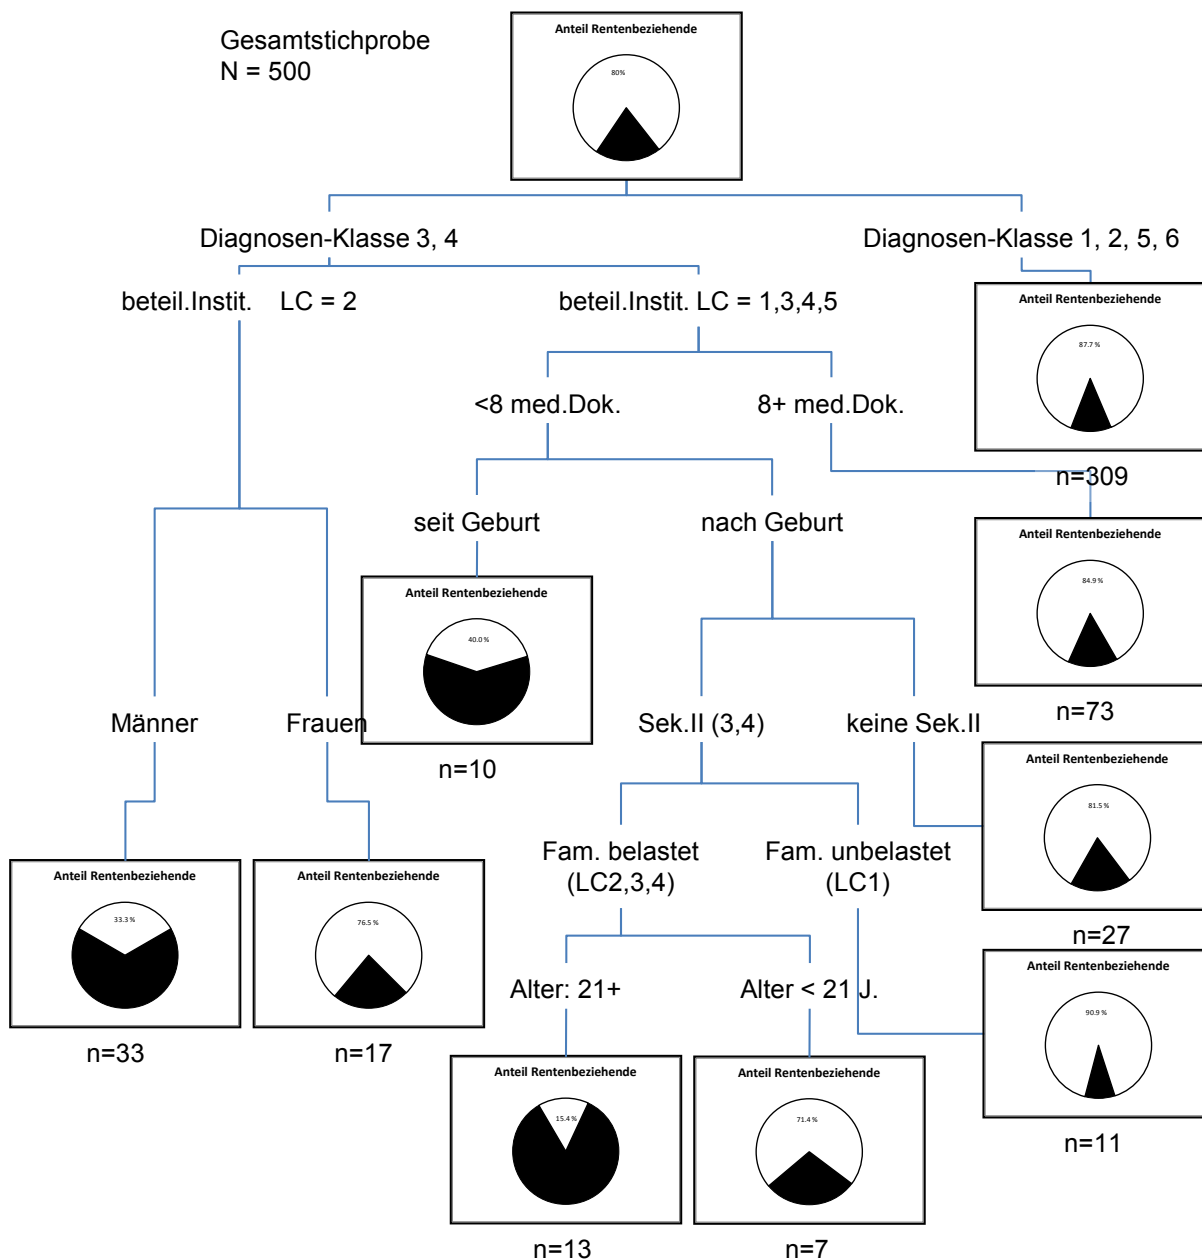 Gesamtstichprobe
N = 500
Anteil Rentenbeziehende
80%
Diagnosen-Klasse 3, 4
Diagnosen-Klasse 1, 2, 5, 6
beteil.Instit. LC = 2
beteil.Instit. LC = 1,3,4,5
Anteil Rentenbeziehende
87.7 %
n=309
<8 med.Dok.
8+ med.Dok.
seit Geburt
nach Geburt
Anteil Rentenbeziehende
84.9 %
n=73
Anteil Rentenbeziehende
40.0 %
n=10
Männer
Frauen
Sek.II (3,4)
keine Sek.II
Anteil Rentenbeziehende
81.5 %
n=27
Fam. belastet
(LC2,3,4)
Fam. unbelastet
(LC1)
Anteil Rentenbeziehende
33.3 %
n=33
Anteil Rentenbeziehende
76.5 %
n=17
Alter: 21+
Alter < 21 J.
Anteil Rentenbeziehende
90.9 %
n=11
Anteil Rentenbeziehende
15.4 %
n=13
Anteil Rentenbeziehende
71.4 %
n=7